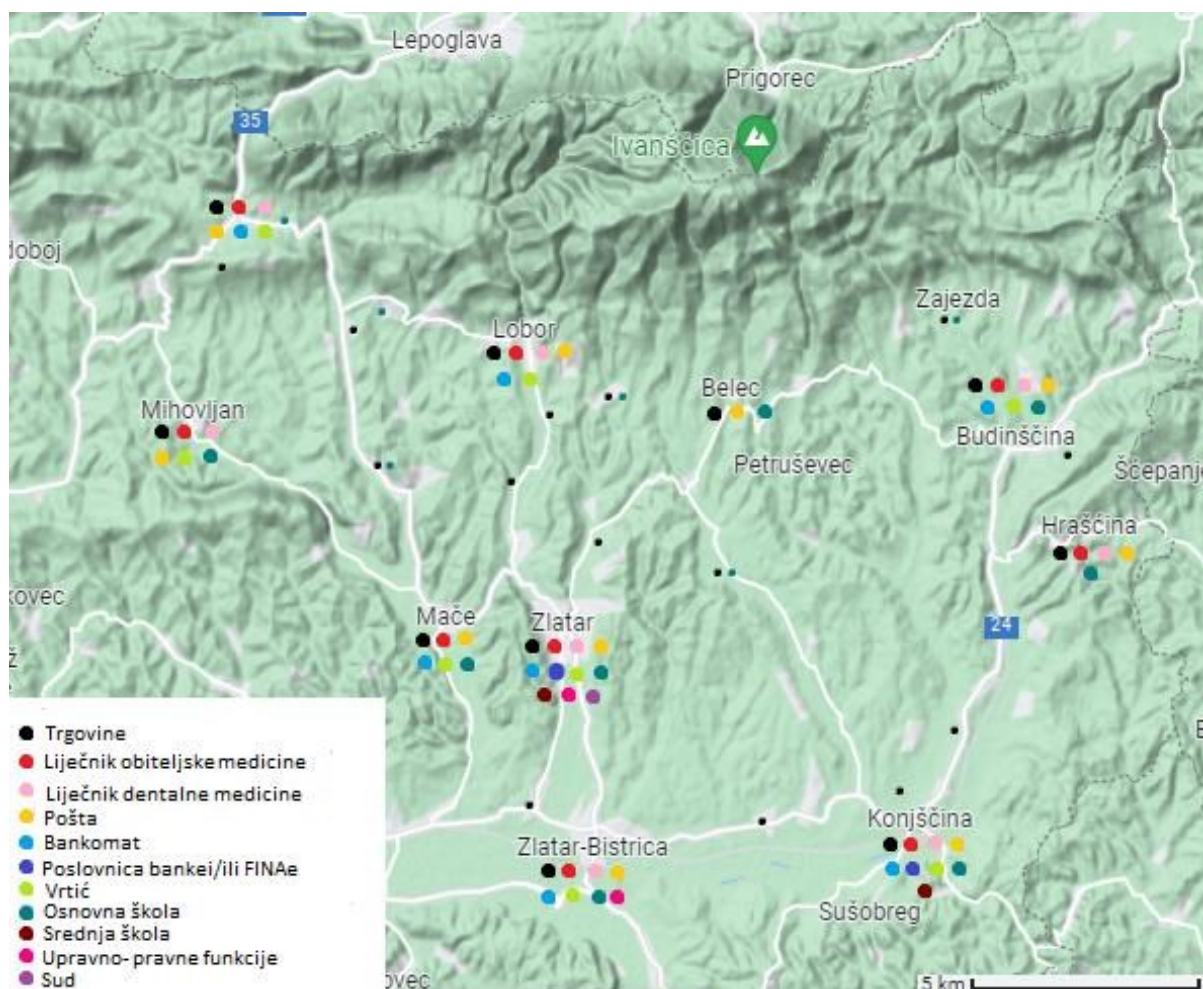 Lepoglava
Prigorec
35
Ivanščica
doboj
Zajezda
Lobor
Belec
Mihovljan
Budinščina
Petruševec
Ščepanje
Hrašćina
kovec
Mače
Zlatar
24
Ž
Trgovine
Liječnik obiteljske medicine
Liječnik dentalne medicine
Pošta
Bankomat
Poslovnica bankei/ili FINAe
Vrtić
Osnovna škola
Srednja škola
Upravno- pravne funkcije
Sud
Konjščina
Zlatar-Bistrica
Sušobreg
ovec
5 km